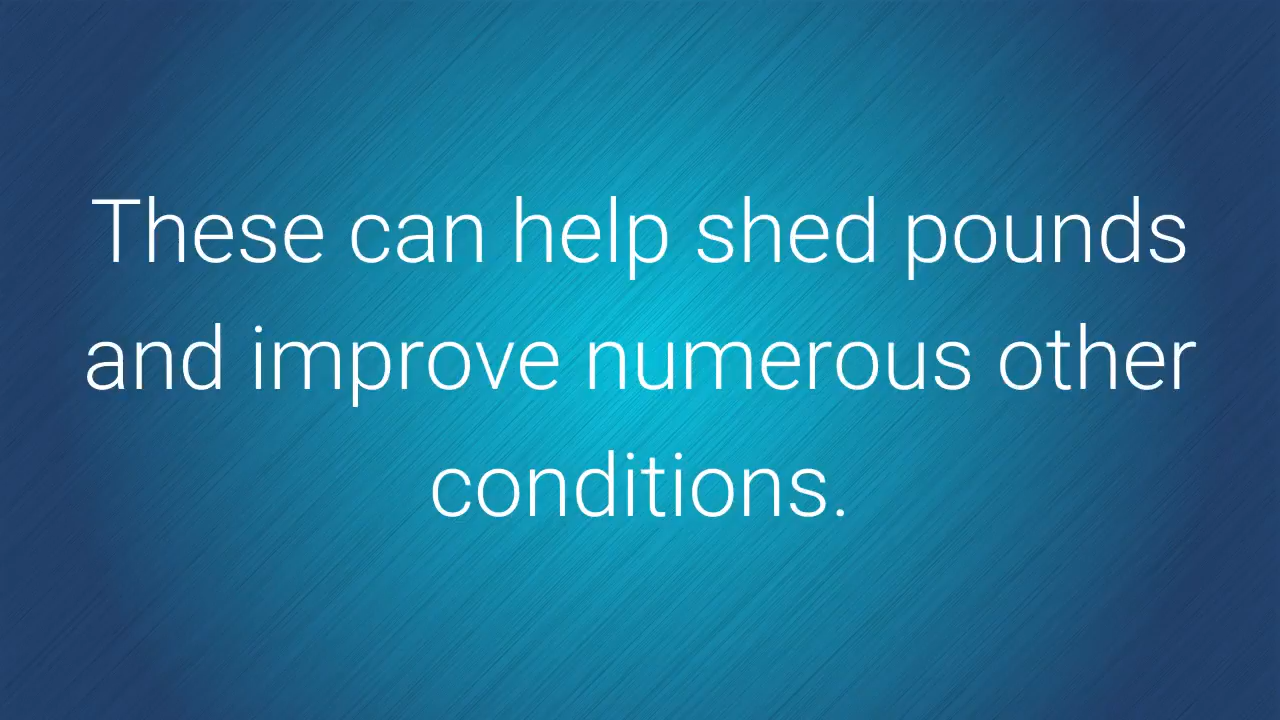 These can help shed pounds
and improve numerous other
conditions.